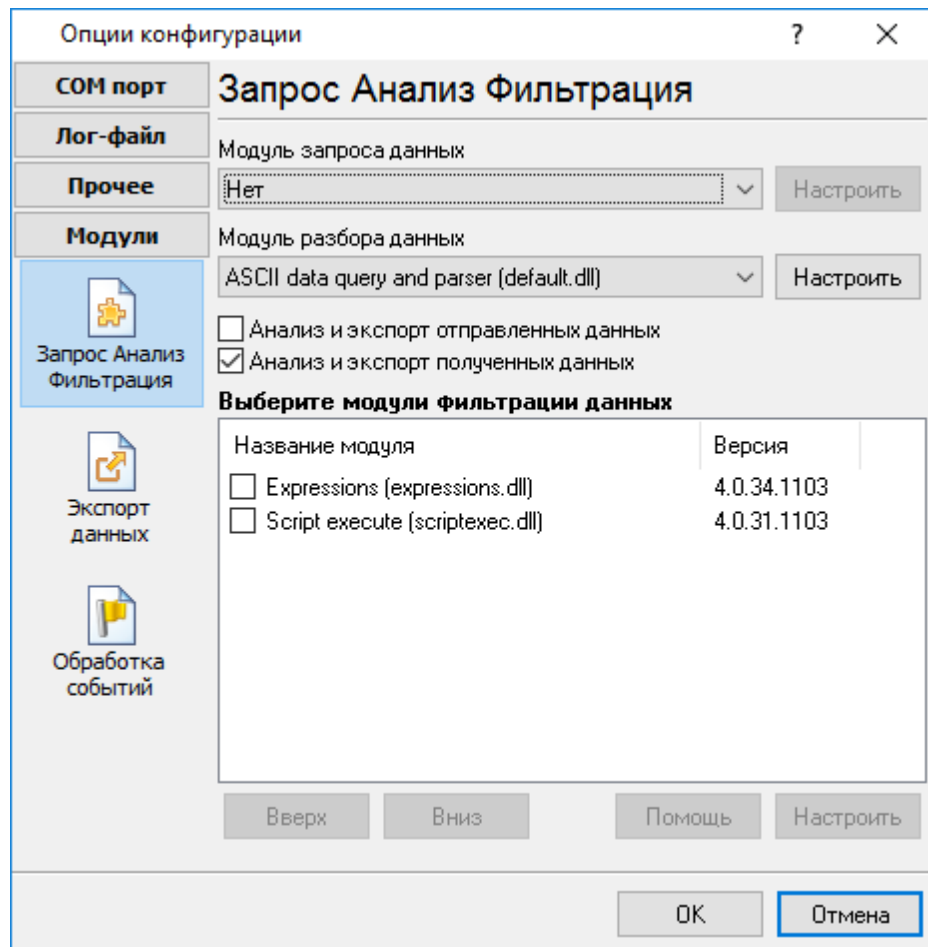 Опции конфигурации
?
COM порт
Лог-файл
Прочее
Модули
Запрос Анализ
Фильтрация
Экспорт
данных
Обработка
событий
Запрос Анализ Фильтрация
Модуль запроса данных
Нет
Настроить
Модуль разбора данных
ASCII data query and parser (default.dll)
Настроить
Анализ и экспорт отправленных данных
Анализ и экспорт полученных данных
Выберите модули фильтрации данных
Название модуля Версия
Expressions (expressions.dll) 4.0.34.1103
Script execute (scriptexec.dll) 4.0.31.1103
Вверх Вниз Помощь Настроить
OK Отмена